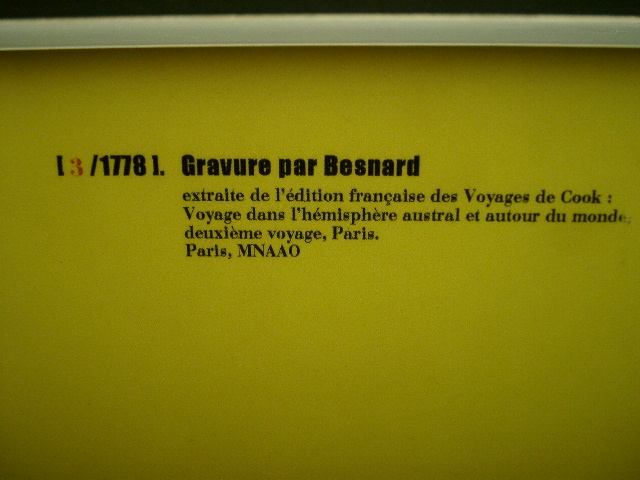 [ 3 /1778 ]. Gravure par Besnard
extraite de l'édition française des Voyages de Cook :
Voyage dans l'hémisphère austral et autour du monde,
deuxième voyage, Paris.
Paris, MNAAO